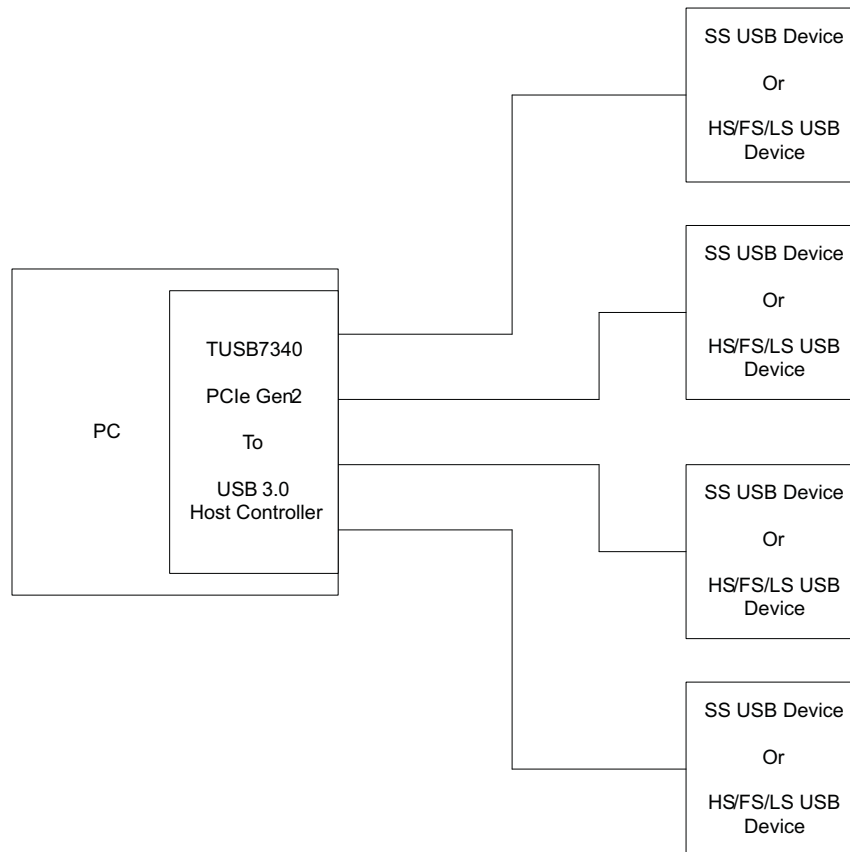 SS USB Device
Or
HS/FS/LS USB
Device
SS USB Device
Or
HS/FS/LS USB
Device
PC
TUSB7340
PCIe Gen2
To
USB 3.0
Host Controller
SS USB Device
Or
HS/FS/LS USB
Device
SS USB Device
Or
HS/FS/LS USB
Device